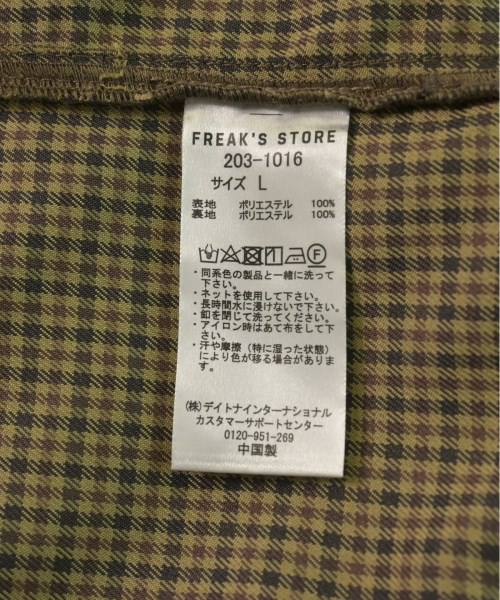 FREAK'S STORE
203-1016
サイズ L
表地 ポリエステル 100%
裏地 ポリエステル 100%
・同系色の製品と一緒に洗って
下さい。
・ネットを使用して下さい。
・長時間水に浸けないで下さい。
・釦を閉じて洗ってください。
・アイロン時はあて布をして下
さい。
・汗や摩擦（特に湿った状態）
により色が移る場合がありま
す。
(株)デイトナインターナショナル
カスタマーサポートセンター
0120-951-269
中国製